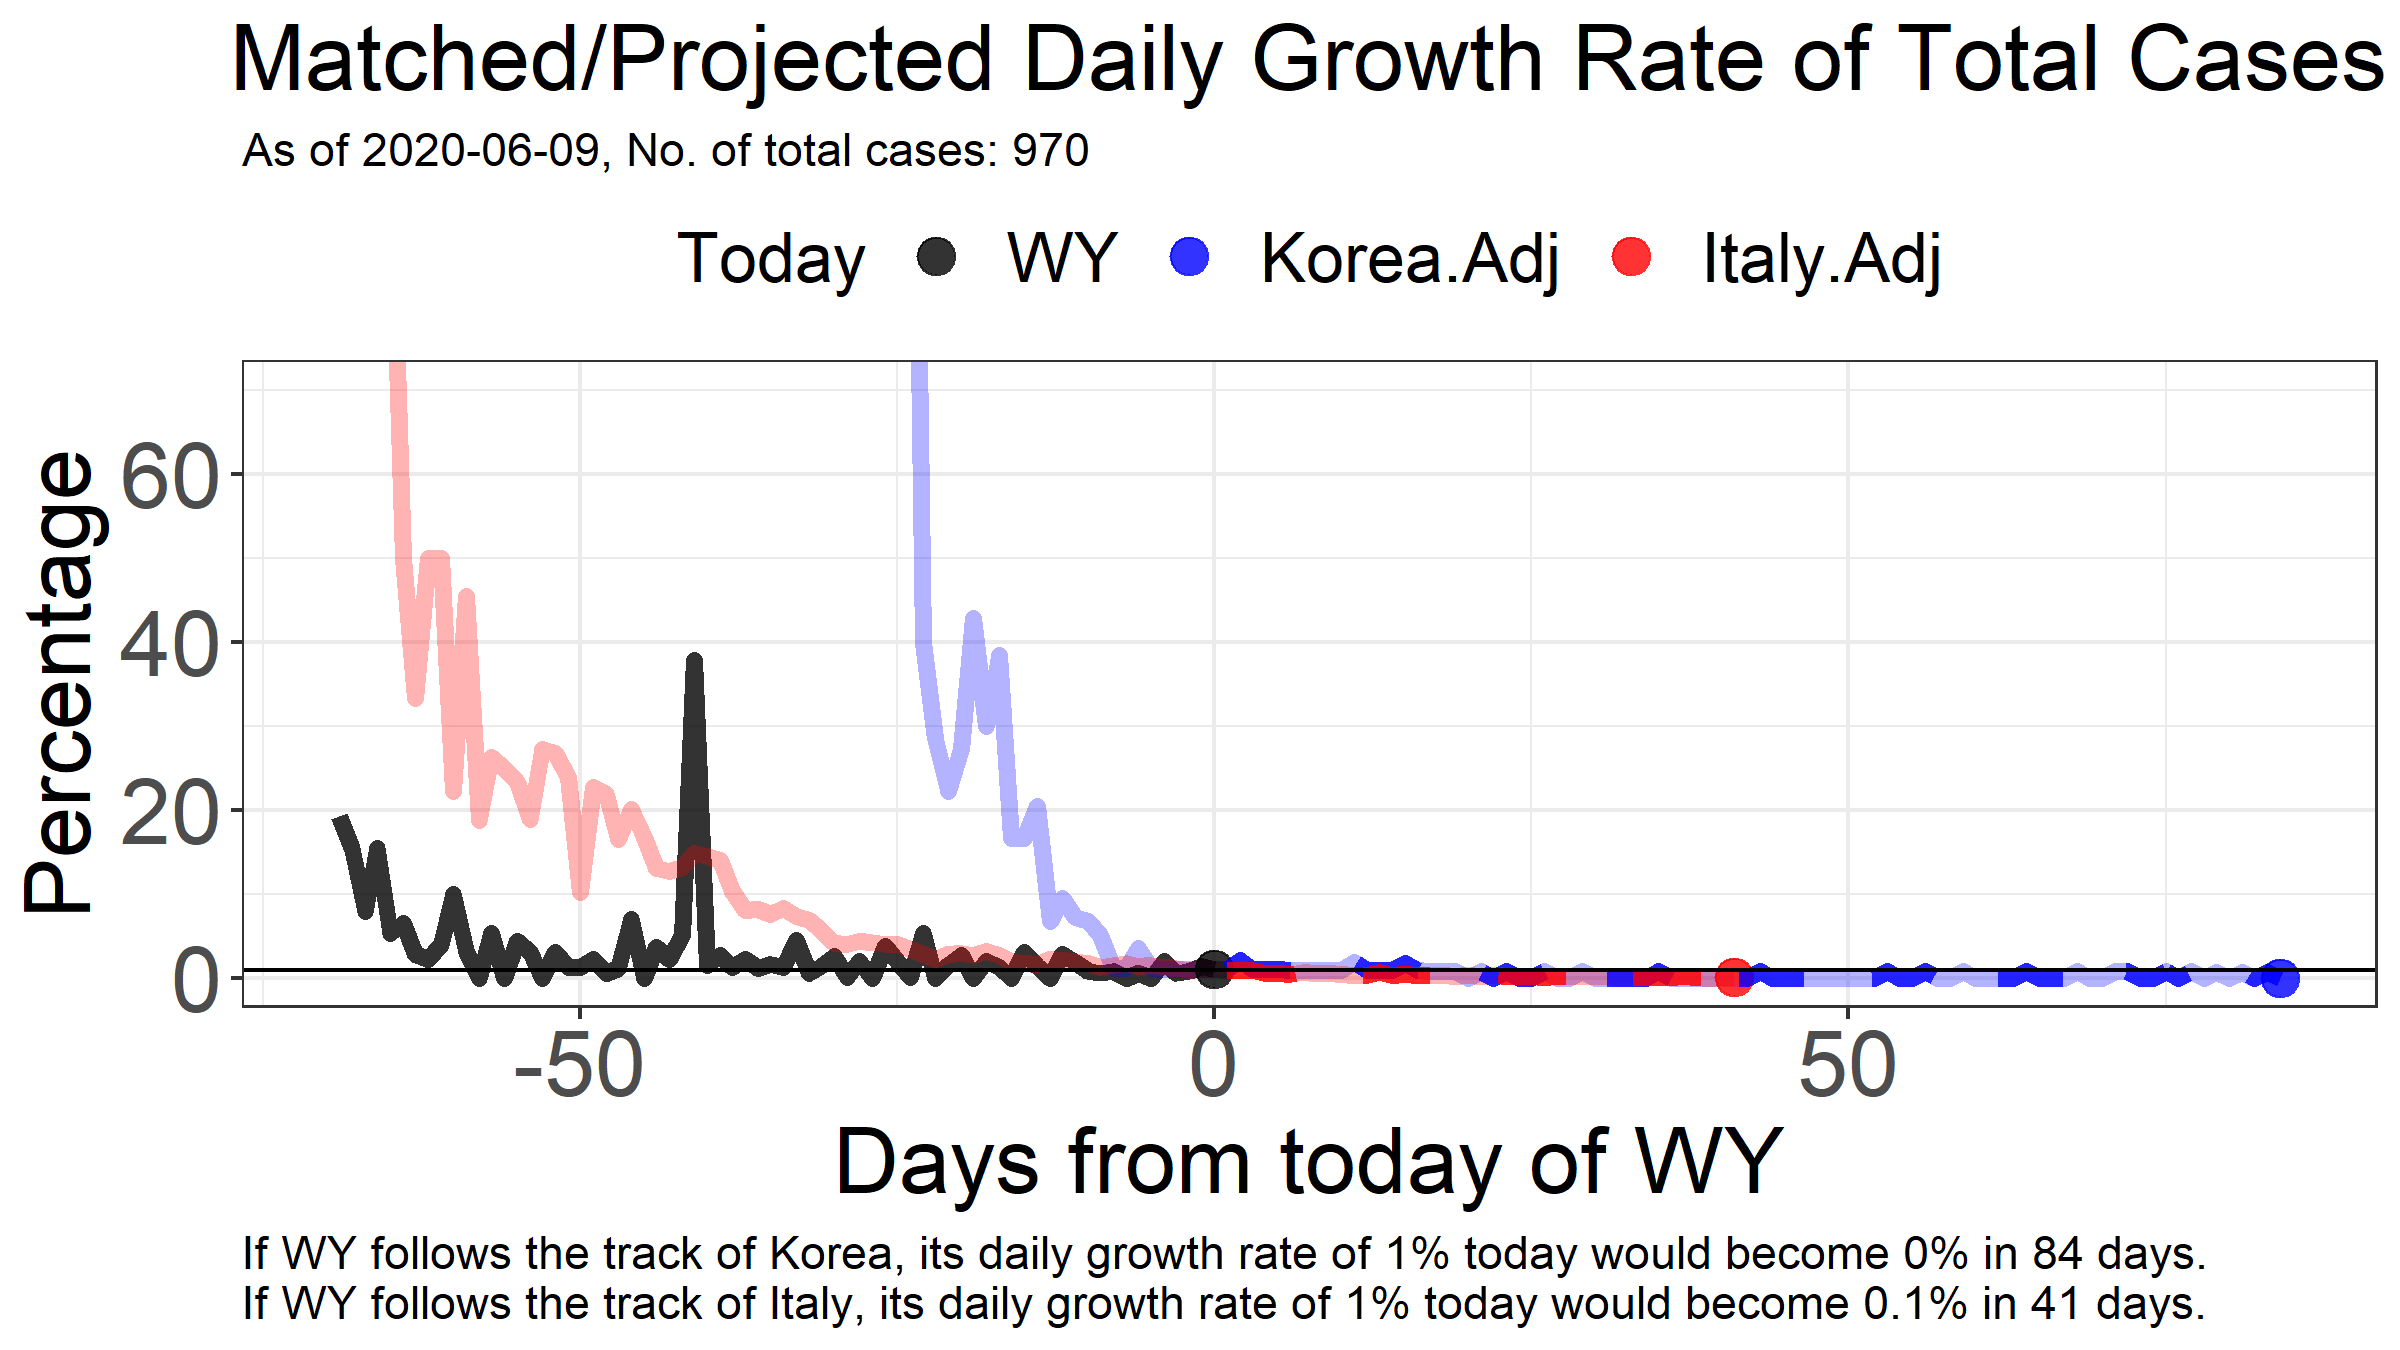 Matched/Projected Daily Growth Rate of Total Cases
As of 2020-06-09, No. of total cases: 970
Today WY Korea.Adj Italy.Adj
Percentage
60
40
20
0
-50 0 50
Days from today of WY
If WY follows the track of Korea, its daily growth rate of 1% today would become 0% in 84 days.
If WY follows the track of Italy, its daily growth rate of 1% today would become 0.1% in 41 days.